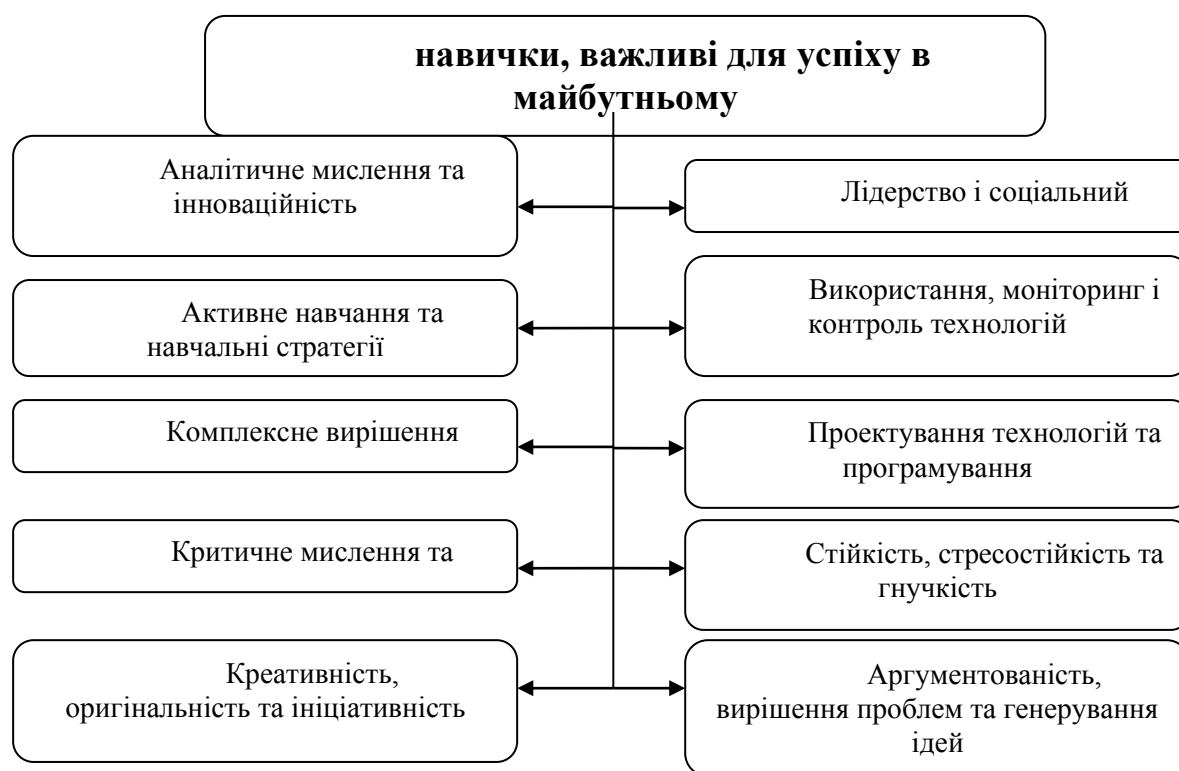 навички, важливі для успіху в
майбутньому
Аналітичне мислення та
інноваційність
Лідерство і соціальний
Активне навчання та
навчальні стратегії
Використання, моніторинг і
контроль технологій
Комплексне вирішення
Проектування технологій та
програмування
Критичне мислення та
Стійкість, стресостійкість та
гнучкість
Креативність,
оригінальність та ініціативність
Аргументованість,
вирішення проблем та генерування
ідей